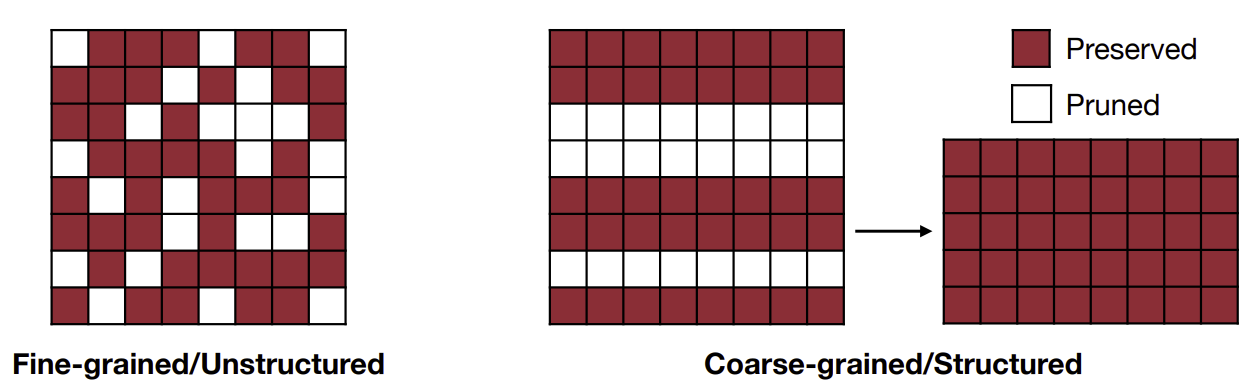 Preserved
Pruned
Fine-grained/Unstructured
Coarse-grained/Structured